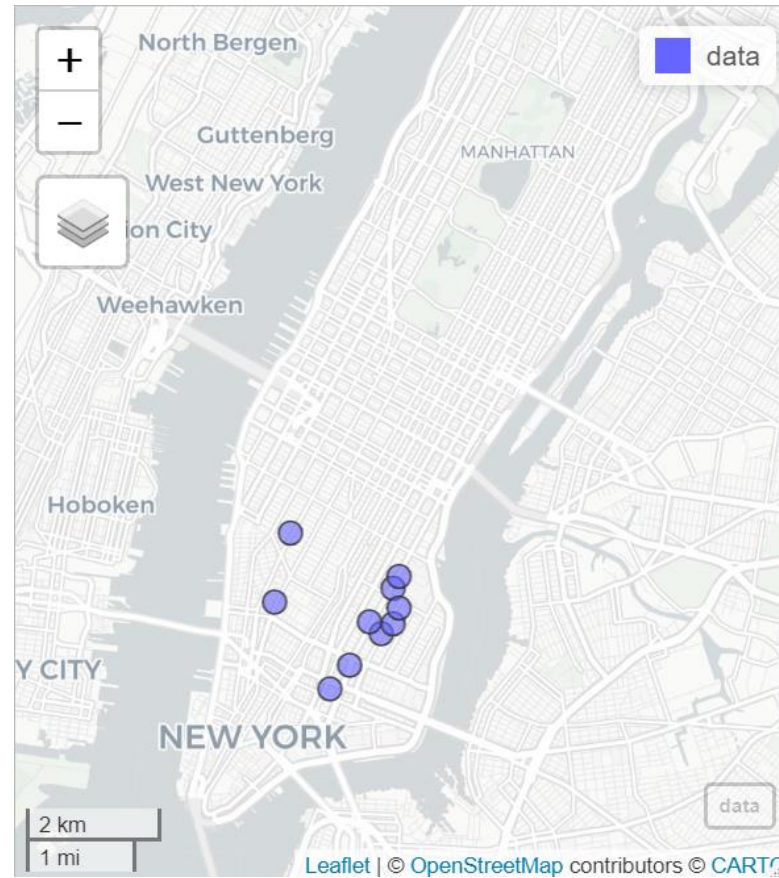 North Bergen
+
data
−
Guttenberg
MANHATTAN
West New York
ion City
Weehawken
Hoboken
Y CITY
NEW YORK
data
2 km
1 mi
Leaflet | © OpenStreetMap contributors © CARTO